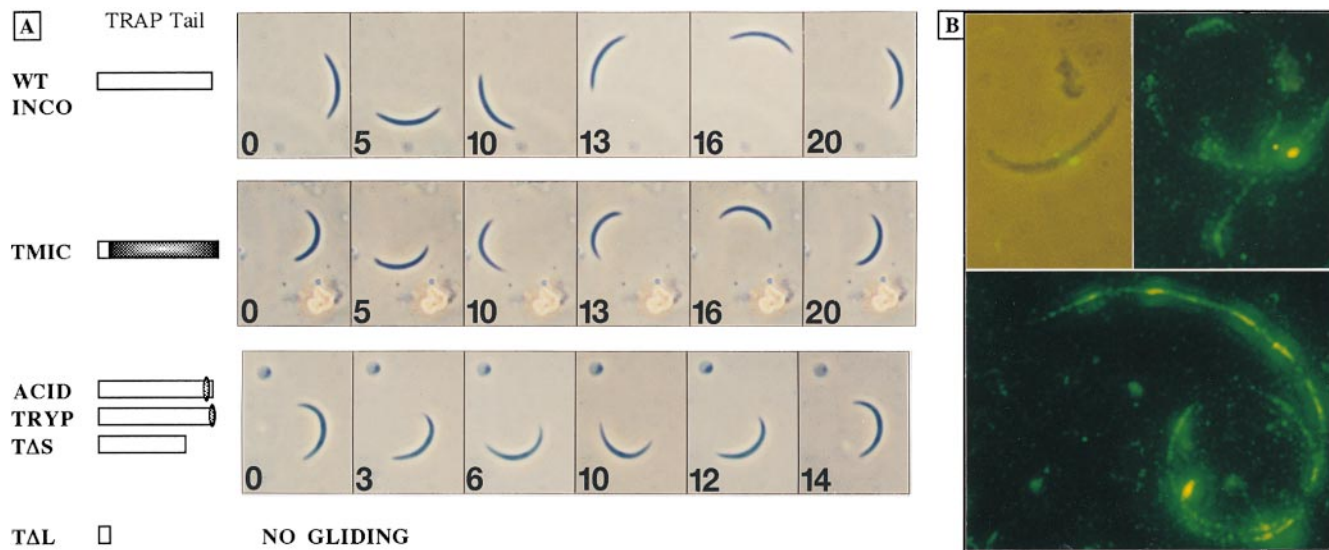 A TRAP Tail
B
WT
INCO
0 5 10 13 16 20
TMIC
0 5 10 13 16 20
ACID
TRYP
TΔS
0 3 6 10 12 14
TΔL NO GLIDING